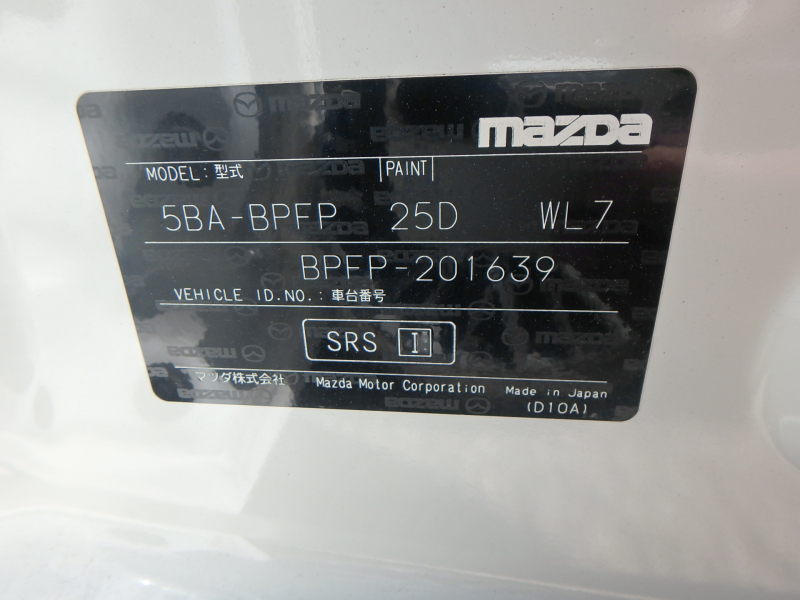 mazda
MODEL:型式 PAINT
5BA-BPFP 25D WL7
BPFP-201639
VEHICLE ID.NO.:車台番号
SRS I
マツダ株式会社 Mazda Motor Corporation Made in Japan
(D10A)